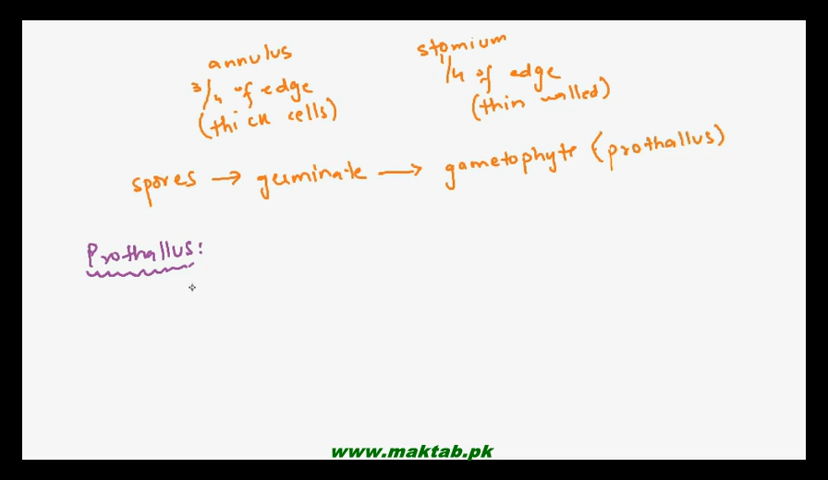 annulus
3/4 of edge
(thick cells)
stomium
1/4 of edge
(thin walled)
spores → germinate → gametophyte (prothallus)
Prothallus:
www.maktab.pk